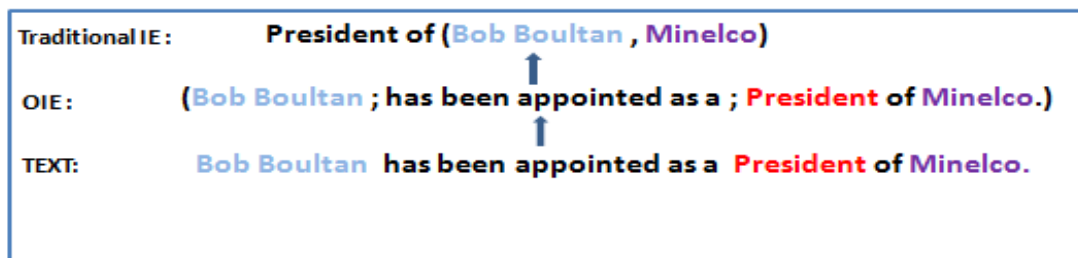 Traditional IE : President of (Bob Boultan , Minelco)
OIE : (Bob Boultan ; has been appointed as a ; President of Minelco.)
TEXT: Bob Boultan has been appointed as a President of Minelco.